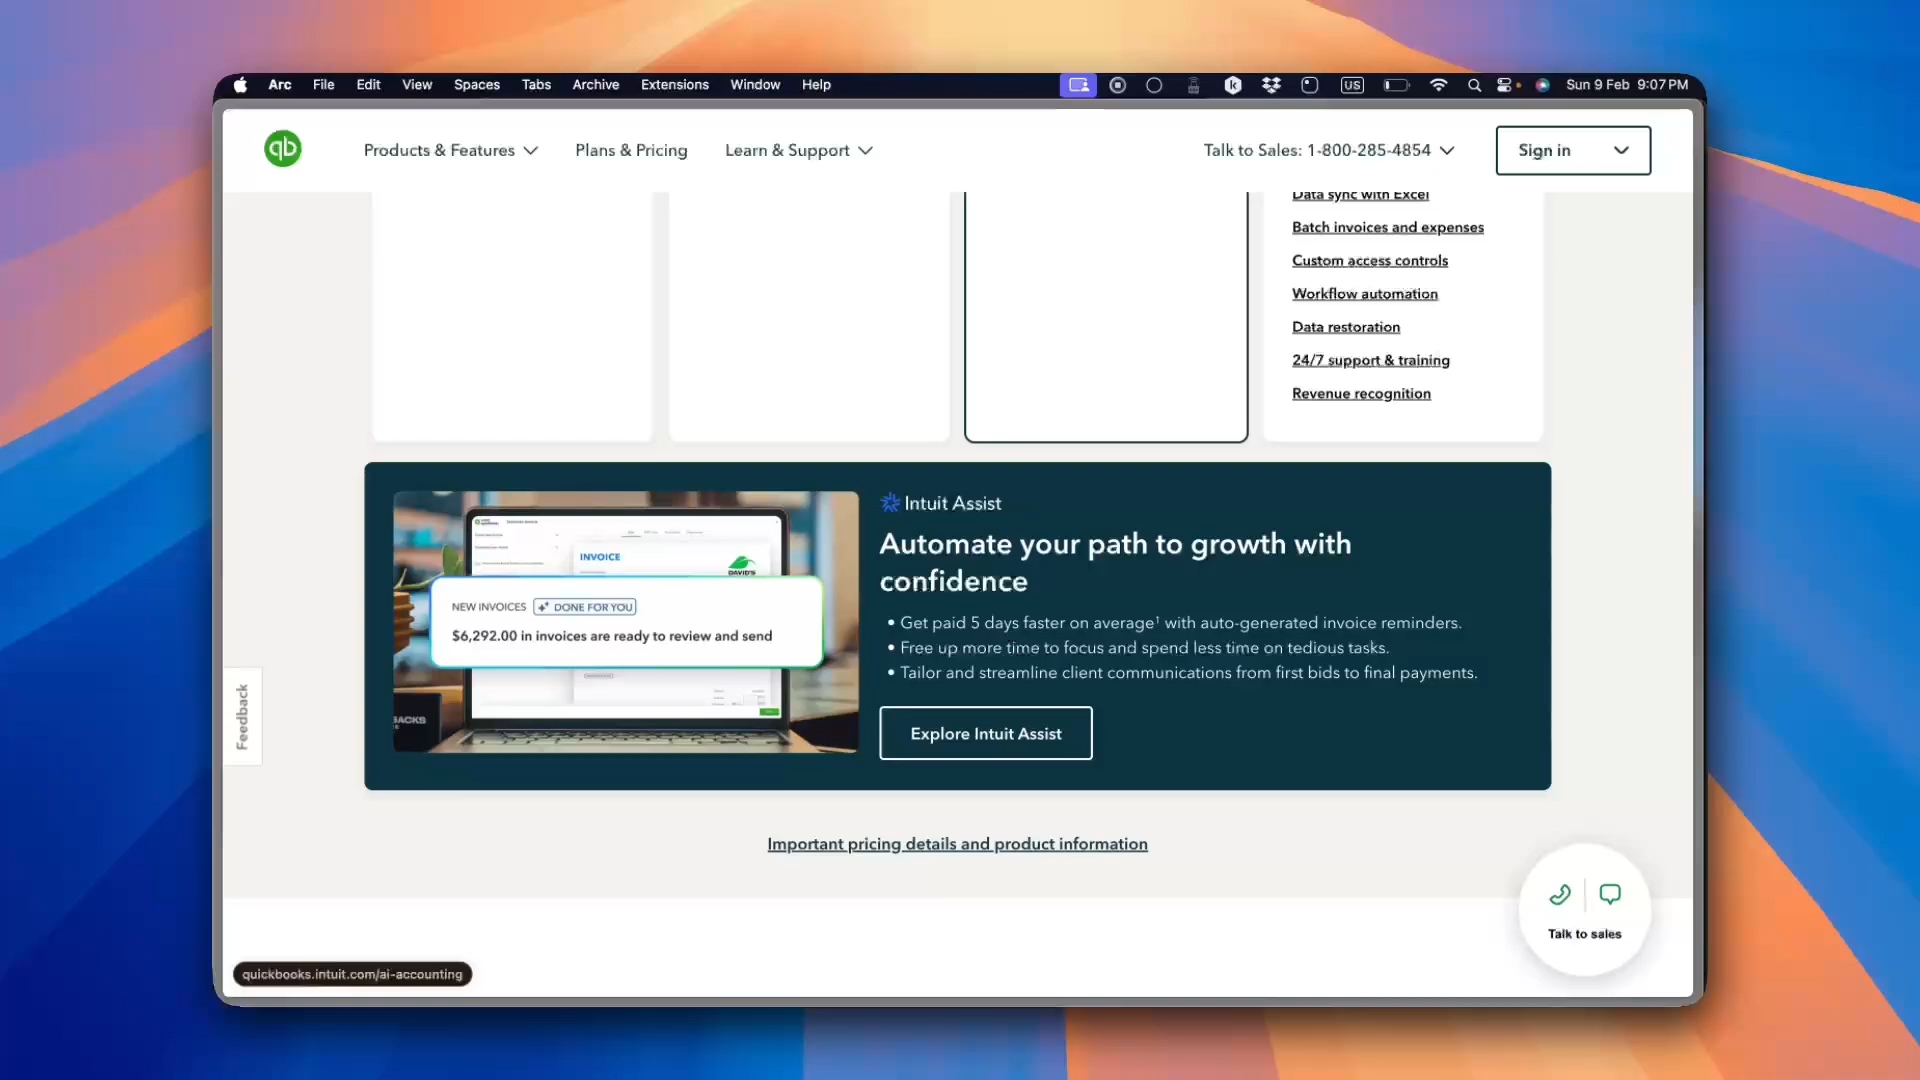 Arc File Edit View Spaces Tabs Archive Extensions Window Help US Sun 9 Feb 9:07 PM
qb Products & Features Plans & Pricing Learn & Support Talk to Sales: 1-800-285-4854 Sign in
Data sync with Excel
Batch invoices and expenses
Custom access controls
Workflow automation
Data restoration
24/7 support & training
Revenue recognition
INVOICE
DAVID'S
NEW INVOICES DONE FOR YOU
$6,292.00 in invoices are ready to review and send
Intuit Assist
Automate your path to growth with
confidence
• Get paid 5 days faster on average¹ with auto-generated invoice reminders.
• Free up more time to focus and spend less time on tedious tasks.
• Tailor and streamline client communications from first bids to final payments.
Explore Intuit Assist
Feedback
Important pricing details and product information
Talk to sales
quickbooks.intuit.com/ai-accounting